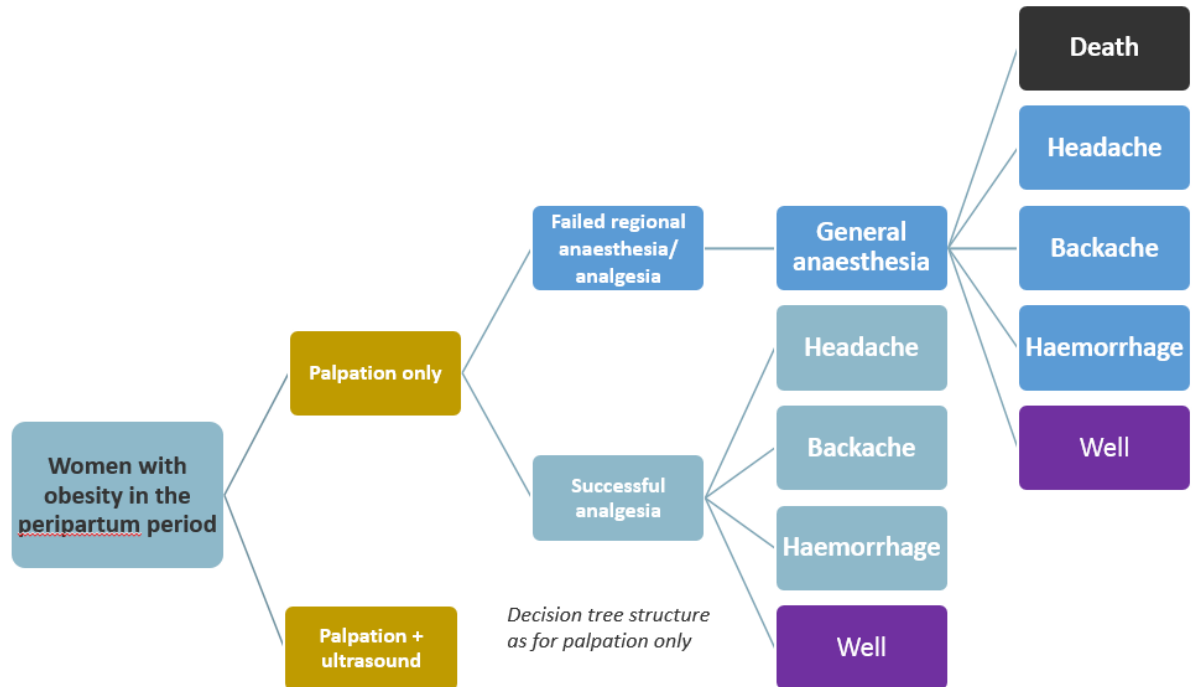 Women with
obesity in the
peripartum period
Palpation only
Palpation +
ultrasound
Failed regional
anaesthesia/
analgesia
Successful
analgesia
Decision tree structure
as for palpation only
General
anaesthesia
Headache
Backache
Haemorrhage
Well
Death
Headache
Backache
Haemorrhage
Well